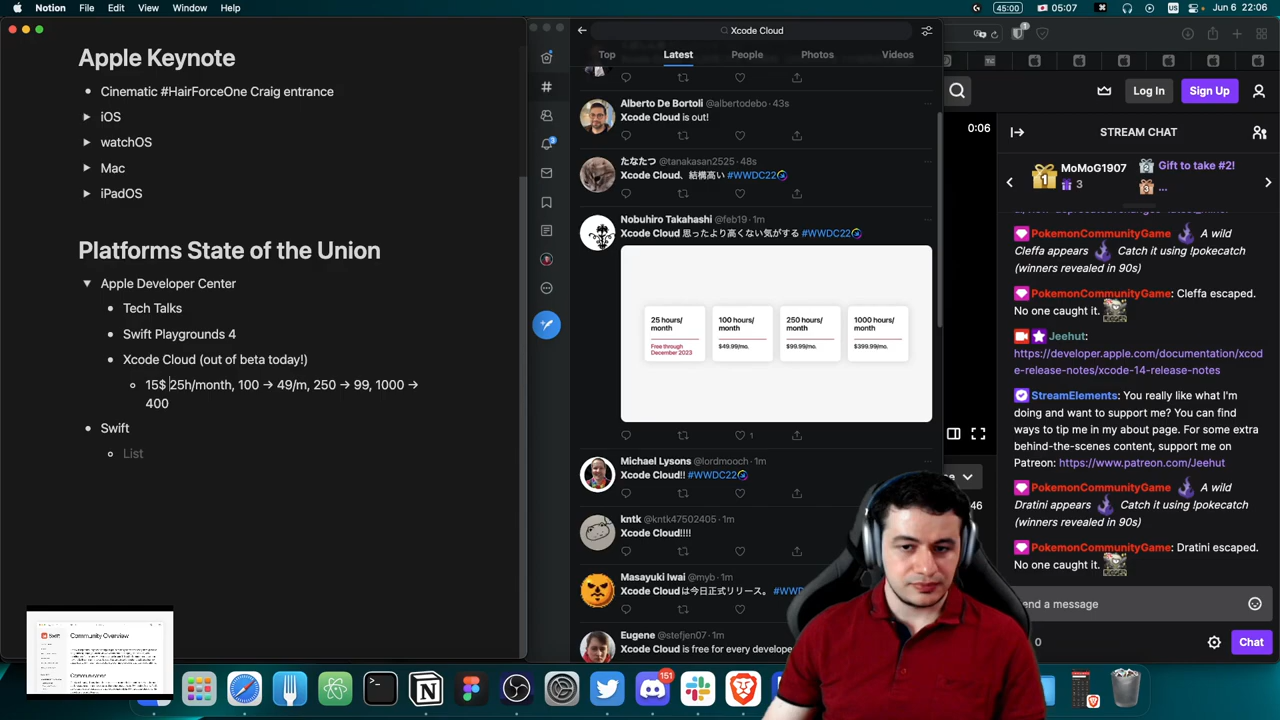 Notion File Edit View Window Help
45:00 05:07 US Jun 6 22:06
Apple Keynote
• Cinematic #HairForceOne Craig entrance
iOS
watchOS
Mac
iPadOS
Platforms State of the Union
Apple Developer Center
• Tech Talks
• Swift Playgrounds 4
• Xcode Cloud (out of beta today!)
15$ 25h/month, 100 → 49/m, 250 → 99, 1000 →
400
• Swift
List
Community Overview
Swift
3
Xcode Cloud
Top Latest People Photos Videos
Alberto De Bortoli @albertodebo · 43s
Xcode Cloud is out!
たなたつ @tanakasan2525 · 48s
Xcode Cloud、結構高い #WWDC22
Nobuhiro Takahashi @feb19 · 1m
Xcode Cloud 思ったより高くない気がする #WWDC22
25 hours/
month
Free through
December 2023
100 hours/
month
$49.99/mo.
250 hours/
month
$99.99/mo.
1000 hours/
month
$399.99/mo.
1
Michael Lysons @lordmooch · 1m
Xcode Cloud!! #WWDC22
kntk @kntk47502405 · 1m
Xcode Cloud!!!!
Masayuki Iwai @myb · 1m
Xcode Cloudは今日正式リリース。
Eugene @stefjen07 · 1m
Xcode Cloud is free for every develope
Log In Sign Up
0:06
STREAM CHAT
MoMoG1907
3
Gift to take #2!
...
PokemonCommunityGame: A wild
Cleffa appears Catch it using !pokecatch
(winners revealed in 90s)
PokemonCommunityGame: Cleffa escaped.
No one caught it.
Jeehut:
https://developer.apple.com/documentation/xcod
e-release-notes/xcode-14-release-notes
StreamElements: You really like what I'm
doing and want to support me? You can find
ways to tip me in my about page. For some extra
behind-the-scenes content, support me on
Patreon: https://www.patreon.com/Jeehut
PokemonCommunityGame: A wild
Dratini appears Catch it using !pokecatch
(winners revealed in 90s)
PokemonCommunityGame: Dratini escaped.
No one caught it.
end a message
0
Chat
151